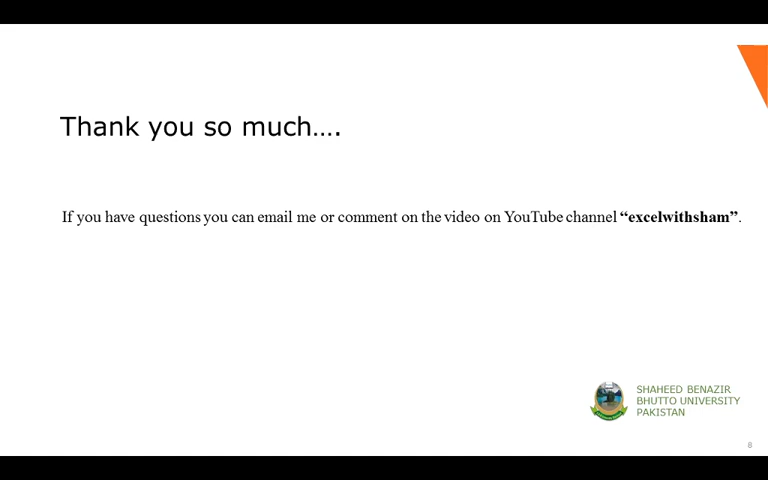 Thank you so much….
If you have questions you can email me or comment on the video on YouTube channel “excelwithsham”.
SHAHEED BENAZIR
BHUTTO UNIVERSITY
PAKISTAN
8